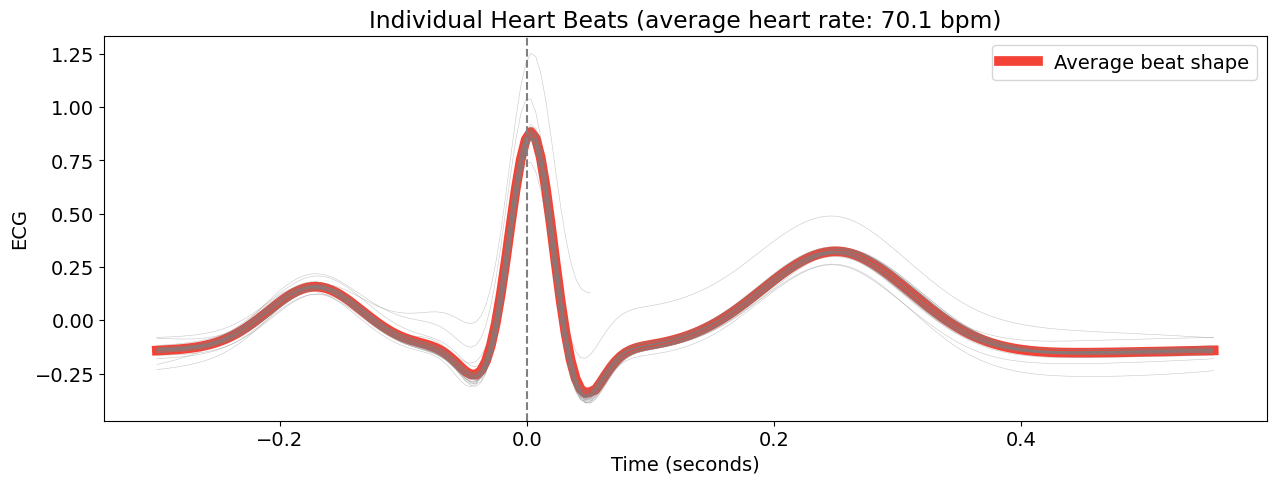 Individual Heart Beats (average heart rate: 70.1 bpm)
Average beat shape
1.25
1.00
0.75
0.50
0.25
0.00
−0.25
ECG
−0.2
0.0
0.2
0.4
Time (seconds)